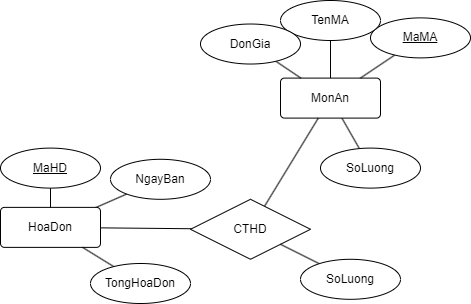 TenMA
DonGia
MaMA
MonAn
SoLuong
MaHD
NgayBan
HoaDon
CTHD
TongHoaDon
SoLuong